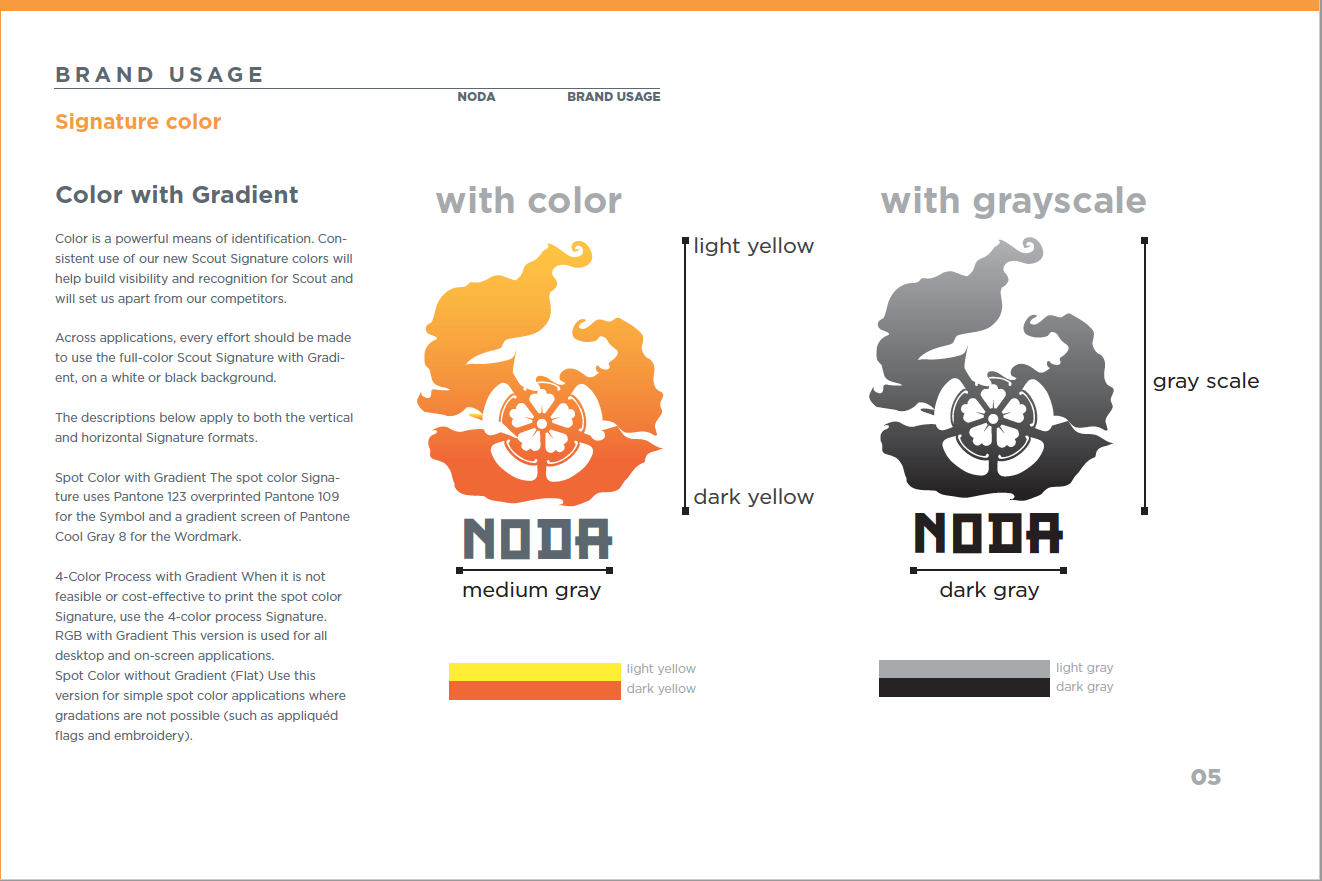 BRAND USAGE
NODA BRAND USAGE
Signature color
Color with Gradient
Color is a powerful means of identification. Con-
sistent use of our new Scout Signature colors will
help build visibility and recognition for Scout and
will set us apart from our competitors.
Across applications, every effort should be made
to use the full-color Scout Signature with Gradi-
ent, on a white or black background.
The descriptions below apply to both the vertical
and horizontal Signature formats.
Spot Color with Gradient The spot color Signa-
ture uses Pantone 123 overprinted Pantone 109
for the Symbol and a gradient screen of Pantone
Cool Gray 8 for the Wordmark.
4-Color Process with Gradient When it is not
feasible or cost-effective to print the spot color
Signature, use the 4-color process Signature.
RGB with Gradient This version is used for all
desktop and on-screen applications.
Spot Color without Gradient (Flat) Use this
version for simple spot color applications where
gradations are not possible (such as appliquéd
flags and embroidery).
with color
light yellow
dark yellow
NODA
medium gray
light yellow
dark yellow
with grayscale
gray scale
NODA
dark gray
light gray
dark gray
05